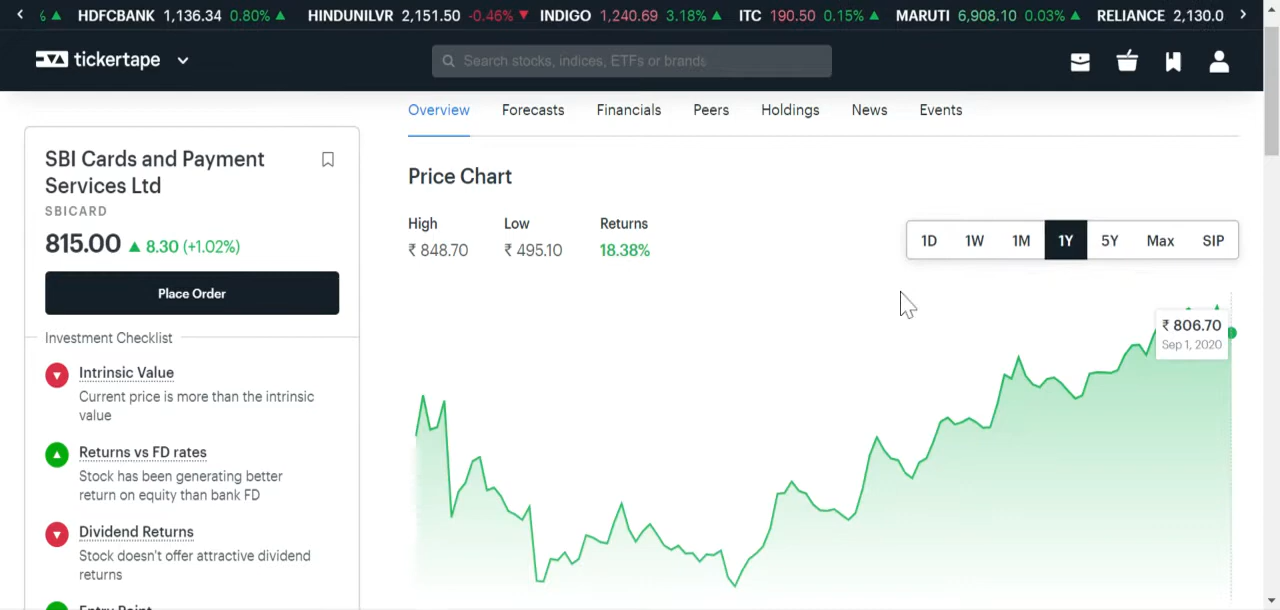 % ▲ HDFCBANK 1,136.34 0.80% ▲ HINDUNILVR 2,151.50 -0.46% ▼ INDIGO 1,240.69 3.18% ▲ ITC 190.50 0.15% ▲ MARUTI 6,908.10 0.03% ▲ RELIANCE 2,130.0
tickertape
Search stocks, indices, ETFs or brands
Overview Forecasts Financials Peers Holdings News Events
SBI Cards and Payment
Services Ltd
SBICARD
815.00 ▲ 8.30 (+1.02%)
Place Order
Investment Checklist
Intrinsic Value
Current price is more than the intrinsic
value
Returns vs FD rates
Stock has been generating better
return on equity than bank FD
Dividend Returns
Stock doesn't offer attractive dividend
returns
Entry Point
Price Chart
High Low Returns
₹ 848.70 ₹ 495.10 18.38%
1D 1W 1M 1Y 5Y Max SIP
₹ 806.70
Sep 1, 2020